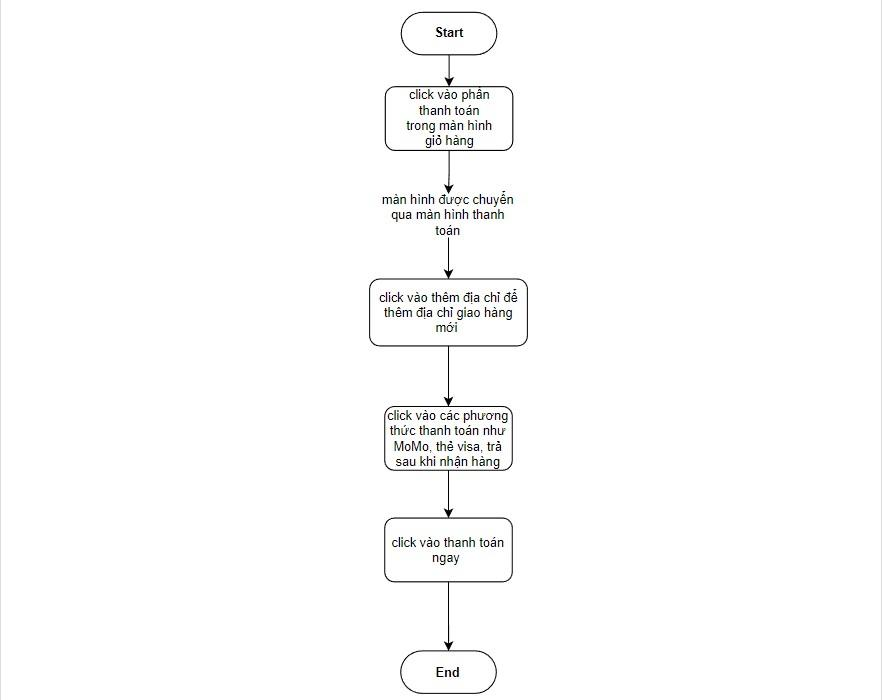 Start
click vào phần
thanh toán
trong màn hình
giỏ hàng
màn hình được chuyển
qua màn hình thanh
toán
click vào thêm địa chỉ để
thêm địa chỉ giao hàng
mới
click vào các phương
thức thanh toán như
MoMo, thẻ visa, trả
sau khi nhận hàng
click vào thanh toán
ngay
End